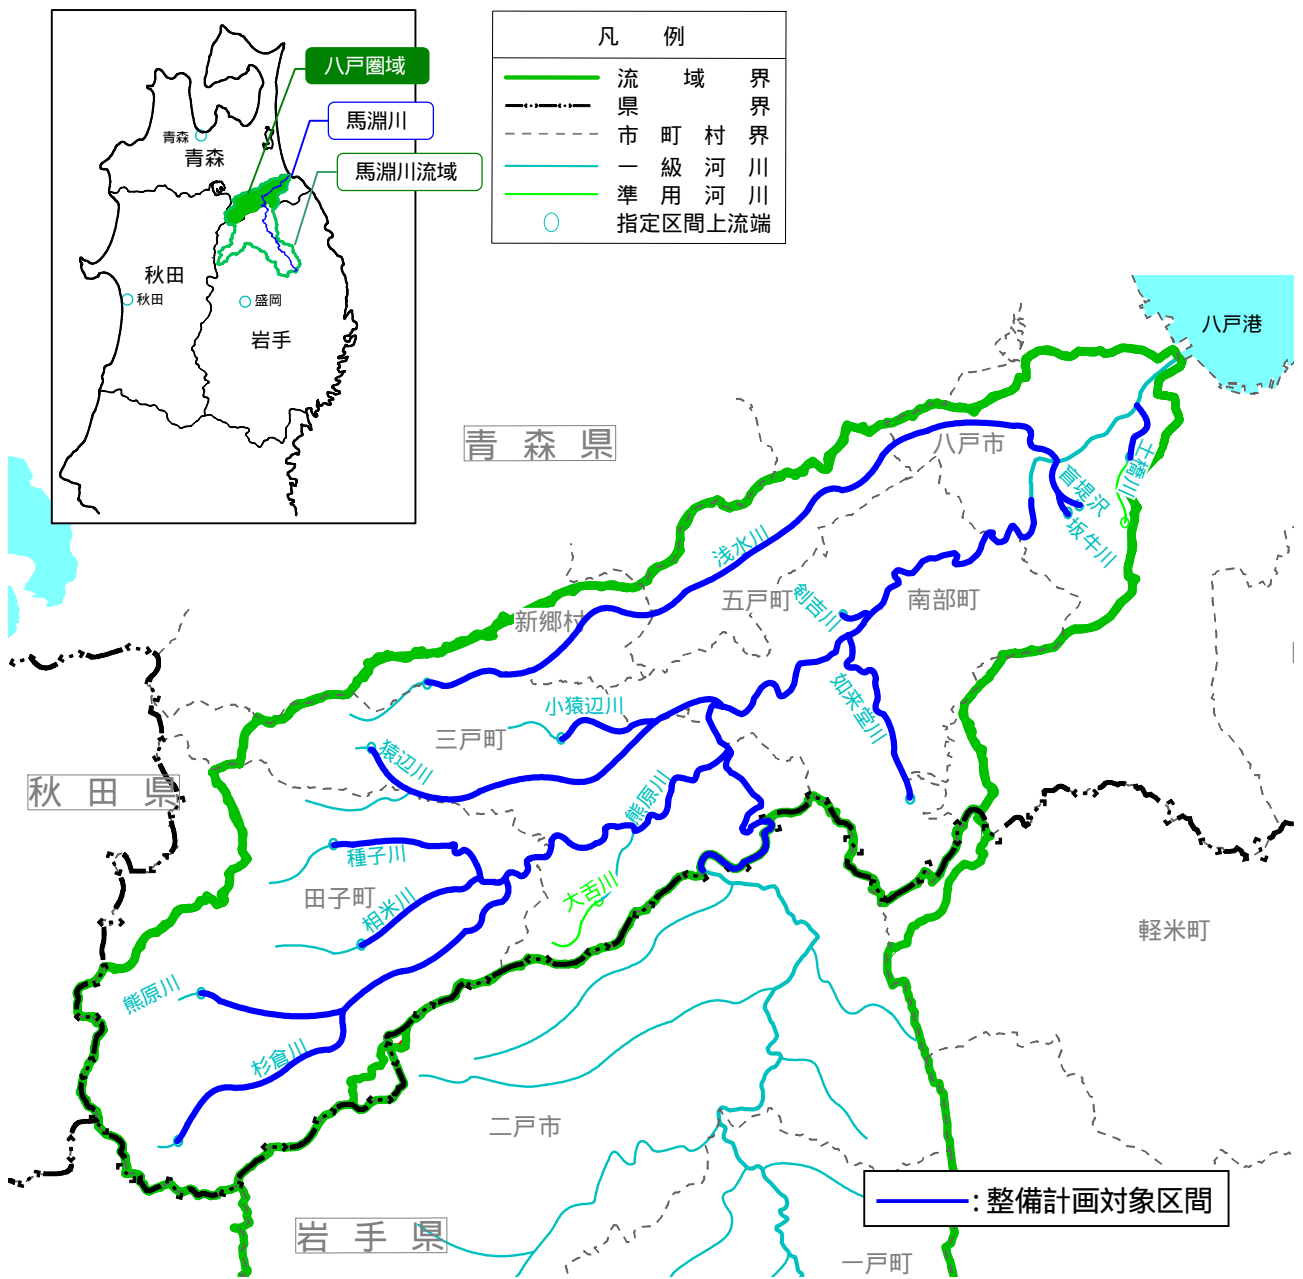 八戸圏域
馬淵川
馬淵川流域
青森
青森
秋田
秋田
盛岡
岩手
凡 例
流域界
県界
市町村界
一級河川
準用河川
指定区間上流端
八戸港
青森県
八戸市
土橋川
盲堤沢
坂牛川
浅水川
五戸町
剣吉川
南部町
新郷村
如来堂川
小猿辺川
三戸町
猿辺川
秋田県
熊原川
種子川
大舌川
田子町
相米川
軽米町
熊原川
杉倉川
二戸市
岩手県
:整備計画対象区間
一戸町